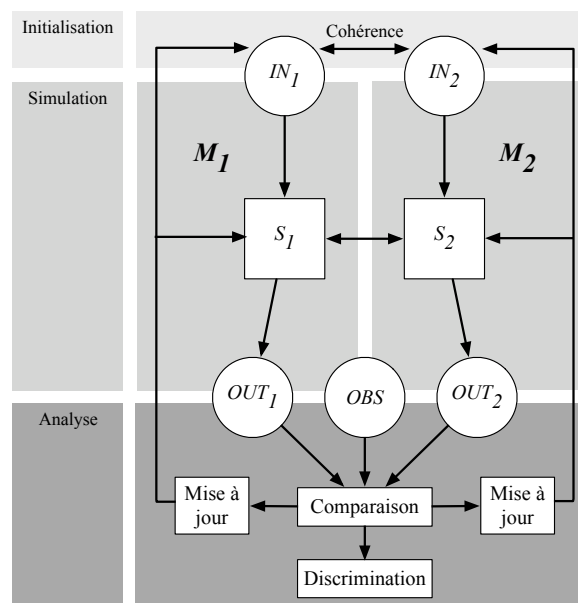 Initialisation
Cohérence
IN1
IN2
Simulation
M1
M2
S1
S2
OUT1
OBS
OUT2
Analyse
Mise à
jour
Comparaison
Mise à
jour
Discrimination